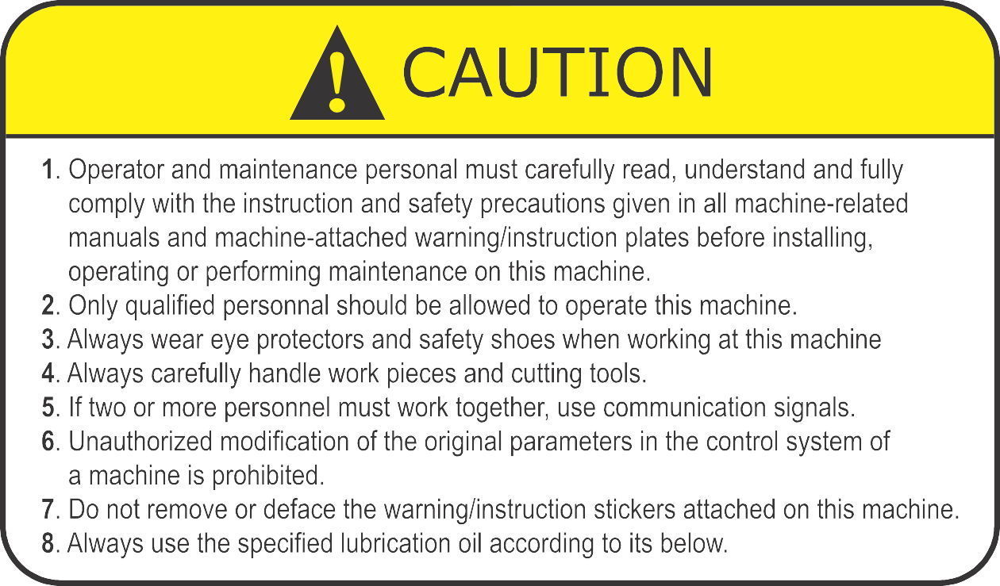 CAUTION
1. Operator and maintenance personal must carefully read, understand and fully
comply with the instruction and safety precautions given in all machine-related
manuals and machine-attached warning/instruction plates before installing,
operating or performing maintenance on this machine.
2. Only qualified personnal should be allowed to operate this machine.
3. Always wear eye protectors and safety shoes when working at this machine
4. Always carefully handle work pieces and cutting tools.
5. If two or more personnel must work together, use communication signals.
6. Unauthorized modification of the original parameters in the control system of
a machine is prohibited.
7. Do not remove or deface the warning/instruction stickers attached on this machine.
8. Always use the specified lubrication oil according to its below.